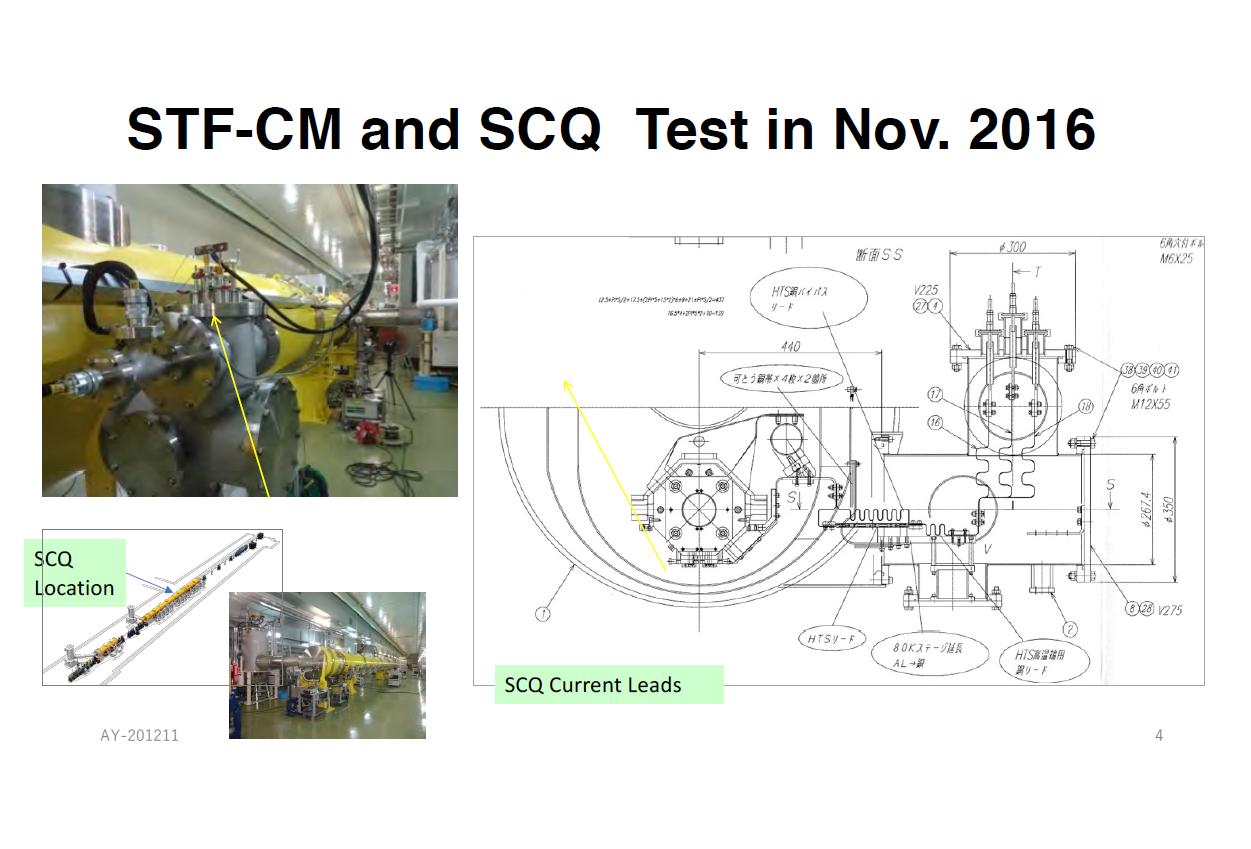 STF-CM and SCQ Test in Nov. 2016
SCQ
Location
断面SS
φ300
6角穴付ボル
M6X25
T
HTS銅バイパス
リード
V225
27 4
440
可とう銅帯×4枚×2箇所
38 39 40 41
6角ボルト
M12X55
17
16
18
S
S
φ267.4
φ350
V
1
2
8 28 V275
HTSリード
80Kステージ延長
AL→銅
HTS高温端用
銅リード
SCQ Current Leads
AY-201211
4